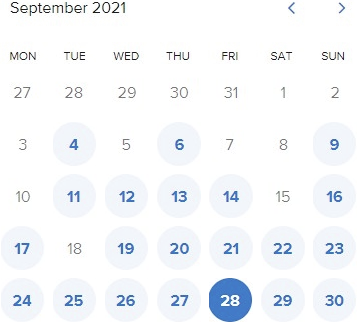 September 2021
MON TUE WED THU FRI SAT SUN
27 28 29 30 31 1 2
3 4 5 6 7 8 9
10 11 12 13 14 15 16
17 18 19 20 21 22 23
24 25 26 27 28 29 30